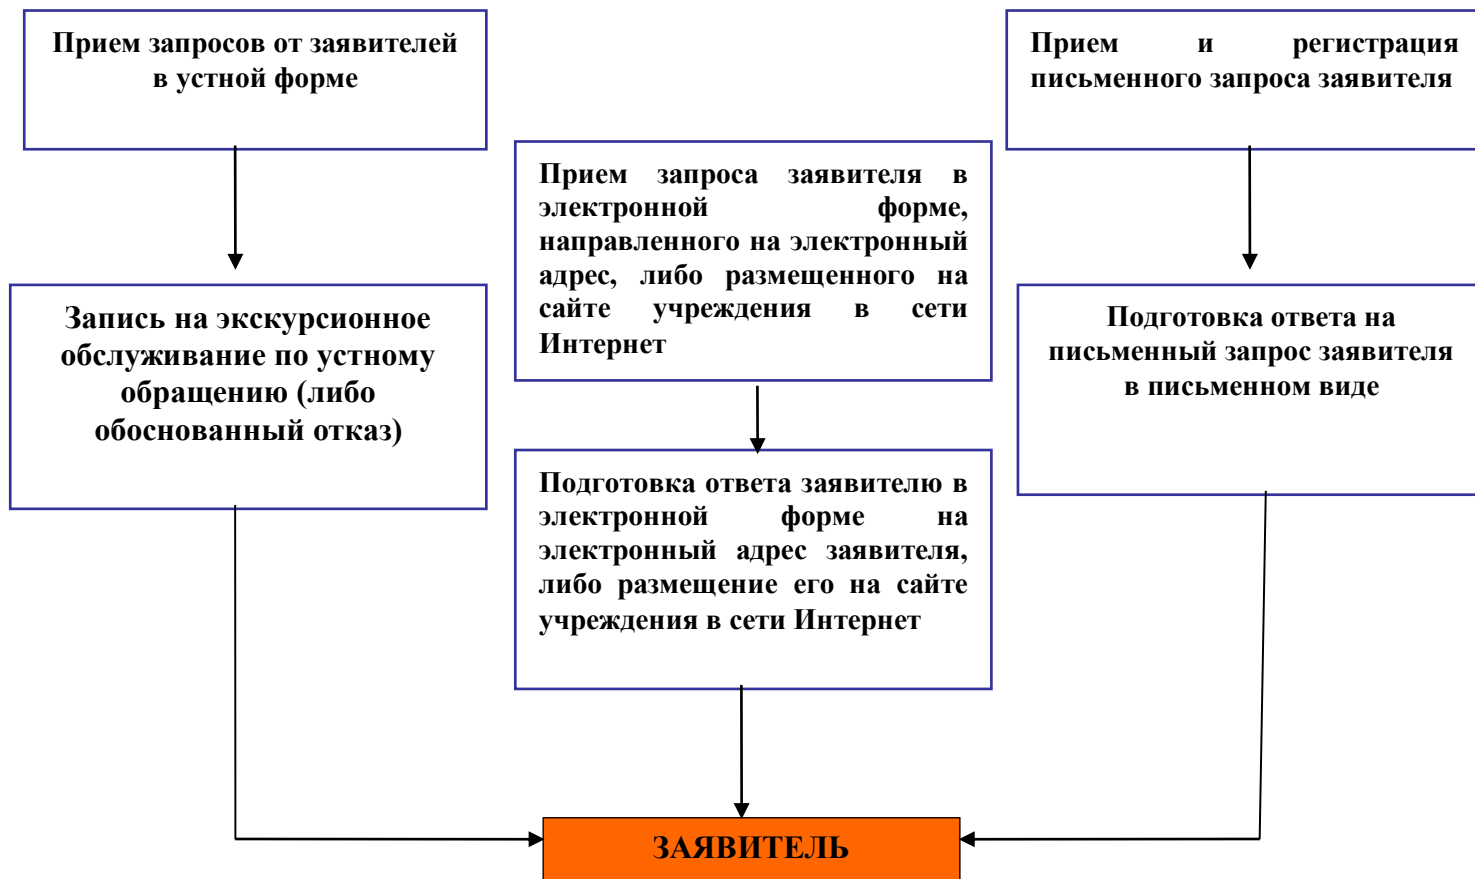 Прием запросов от заявителей
в устной форме
Прием и регистрация
письменного запроса заявителя
Прием запроса заявителя в
электронной форме,
направленного на электронный
адрес, либо размещенного на
сайте учреждения в сети
Интернет
Запись на экскурсионное
обслуживание по устному
обращению (либо
обоснованный отказ)
Подготовка ответа на
письменный запрос заявителя
в письменном виде
Подготовка ответа заявителю в
электронной форме на
электронный адрес заявителя,
либо размещение его на сайте
учреждения в сети Интернет
ЗАЯВИТЕЛЬ